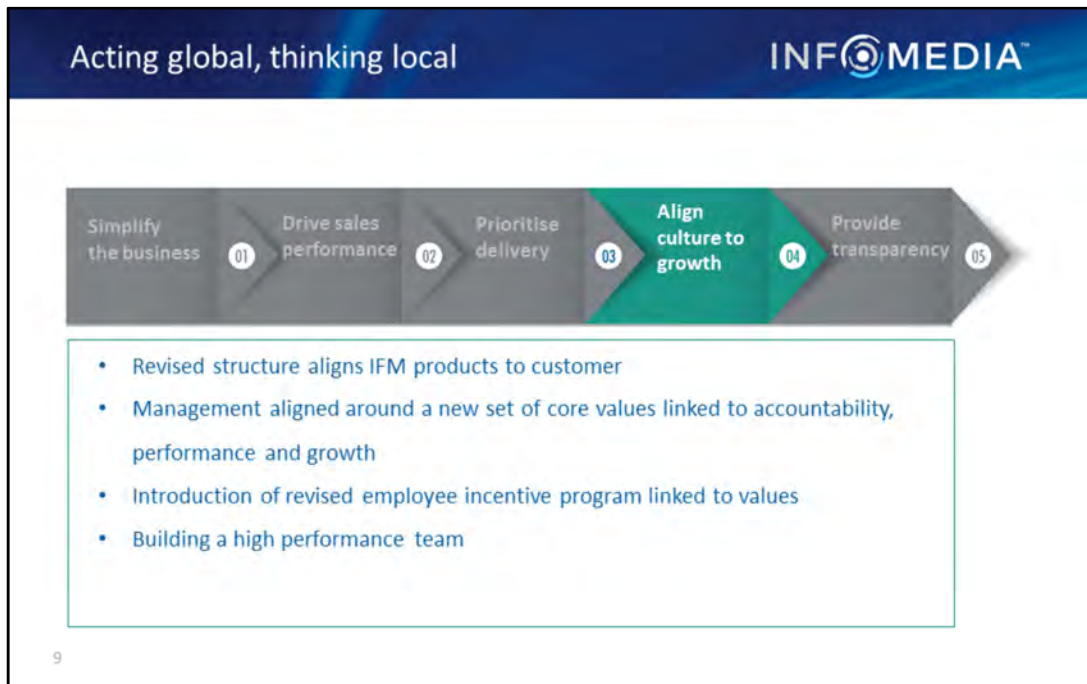 Acting global, thinking local
INFOMEDIA™
Simplify
the business
01
Drive sales
performance
02
Prioritise
delivery
03
Align
culture to
growth
04
Provide
transparency
05
• Revised structure aligns IFM products to customer
• Management aligned around a new set of core values linked to accountability,
performance and growth
• Introduction of revised employee incentive program linked to values
• Building a high performance team
9